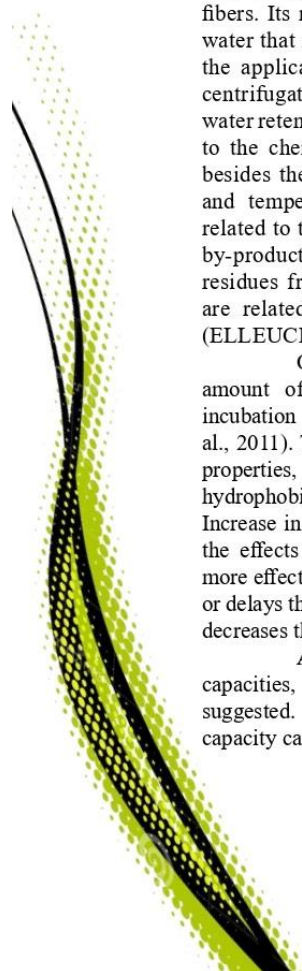 fibers. Its
water that
the applica
centrifugat
water reten
to the che
besides the
and tempe
related to t
by-product
residues fr
are related
(ELLEUCI
amount of
incubation
al., 2011).
properties,
hydrophobi
Increase in
the effects
more effect
or delays th
decreases th
A
capacities,
suggested.
capacity ca